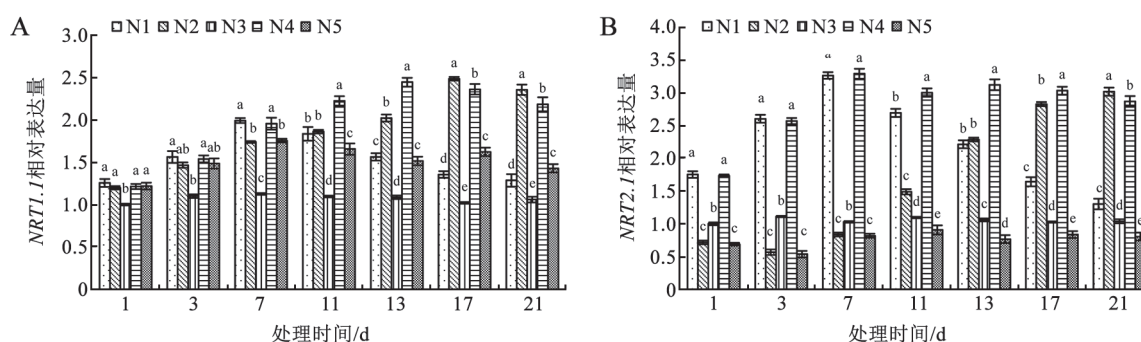 A
N1 N2 N3 N4 N5
NRT1.1相对表达量
3.0
2.5
2.0
1.5
1.0
0.5
0
a a b a a
a ab b a ab
a b c a b
b b d a c
c b d a c
d a e b c
d a e b c
1 3 7 11 13 17 21
处理时间/d
B
N1 N2 N3 N4 N5
NRT2.1相对表达量
4.0
3.5
3.0
2.5
2.0
1.5
1.0
0.5
0
a c b a c
a c b a c
a c b a c
b c d a e
b b c a d
c b d a e
c a d b e
1 3 7 11 13 17 21
处理时间/d